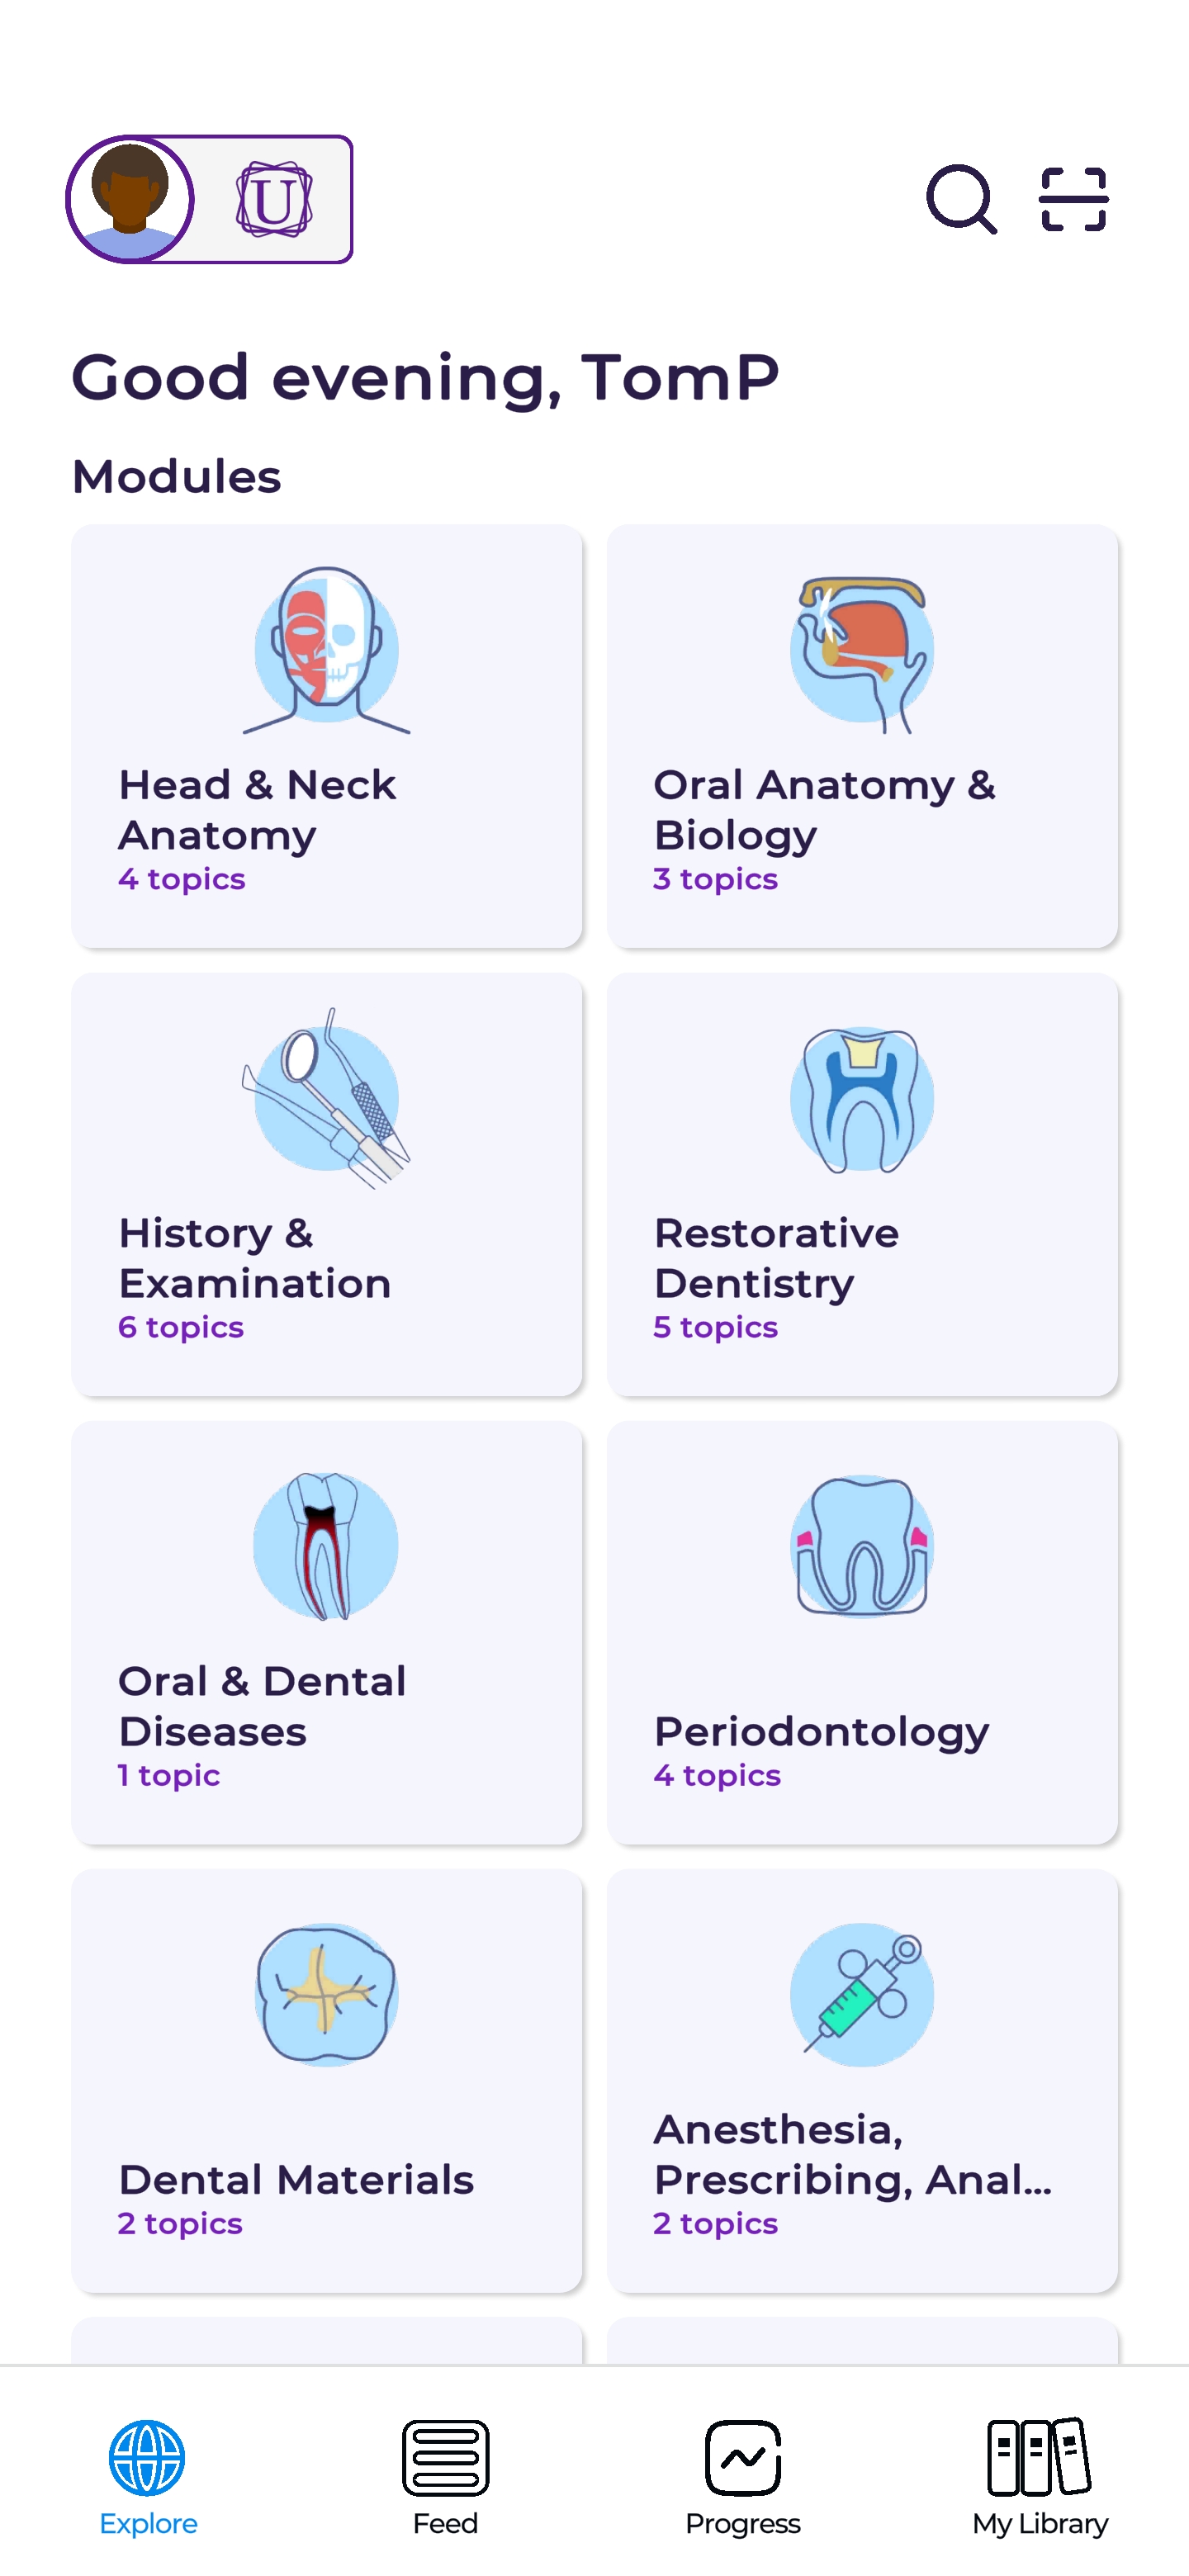 U
Good evening, TomP
Modules
Head & Neck
Anatomy
4 topics
Oral Anatomy &
Biology
3 topics
History &
Examination
6 topics
Restorative
Dentistry
5 topics
Oral & Dental
Diseases
1 topic
Periodontology
4 topics
Dental Materials
2 topics
Anesthesia,
Prescribing, Anal...
2 topics
Explore
Feed
Progress
My Library